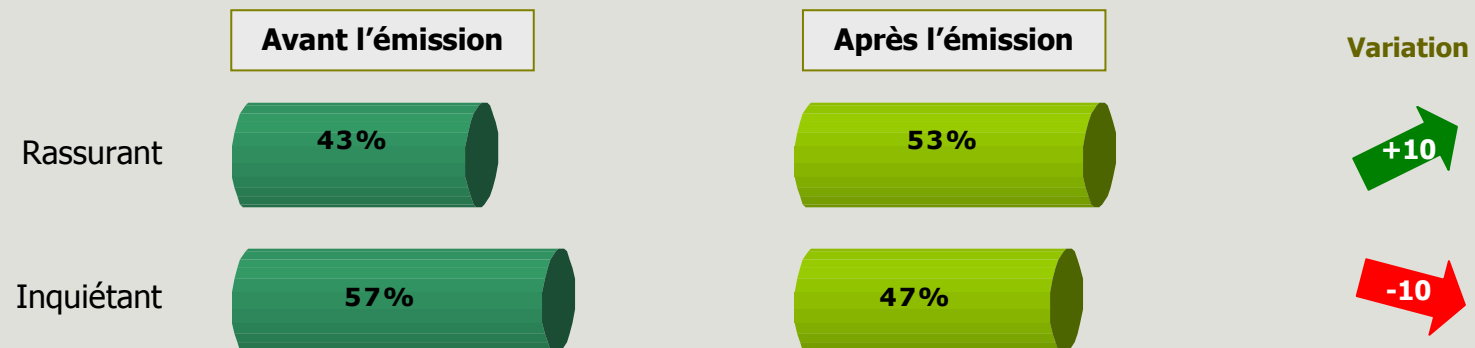 Avant l’émission
Après l’émission
Variation
Rassurant
43%
53%
+10
Inquiétant
57%
47%
-10